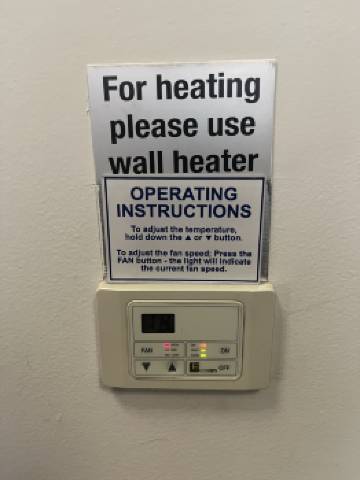 For heating
please use
wall heater
OPERATING
INSTRUCTIONS
To adjust the temperature,
hold down the ▲ or ▼ button.
To adjust the fan speed: Press the
FAN button - the light will indicate
the current fan speed.
FAN
ON
▼ ▲
OFF